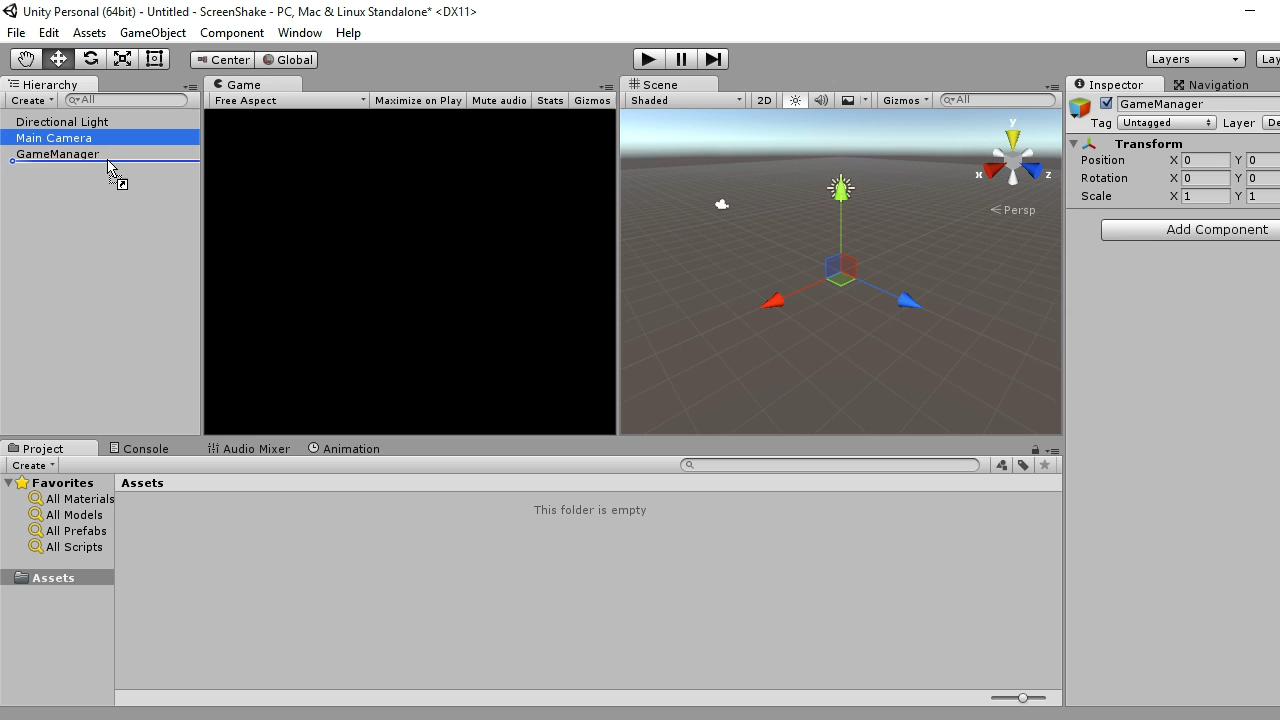 Unity Personal (64bit) - Untitled - ScreenShake - PC, Mac & Linux Standalone* <DX11>
File Edit Assets GameObject Component Window Help
Center Global Layers Lay
Hierarchy Game Scene Inspector Navigation
Create All Free Aspect Maximize on Play Mute audio Stats Gizmos Shaded 2D Gizmos All GameManager
Directional Light
Main Camera
GameManager
y
x
z
Persp
Tag Untagged Layer De
Transform
Position X 0 Y 0
Rotation X 0 Y 0
Scale X 1 Y 1
Add Component
Project Console Audio Mixer Animation
Create
Favorites
All Materials
All Models
All Prefabs
All Scripts
Assets
Assets
This folder is empty